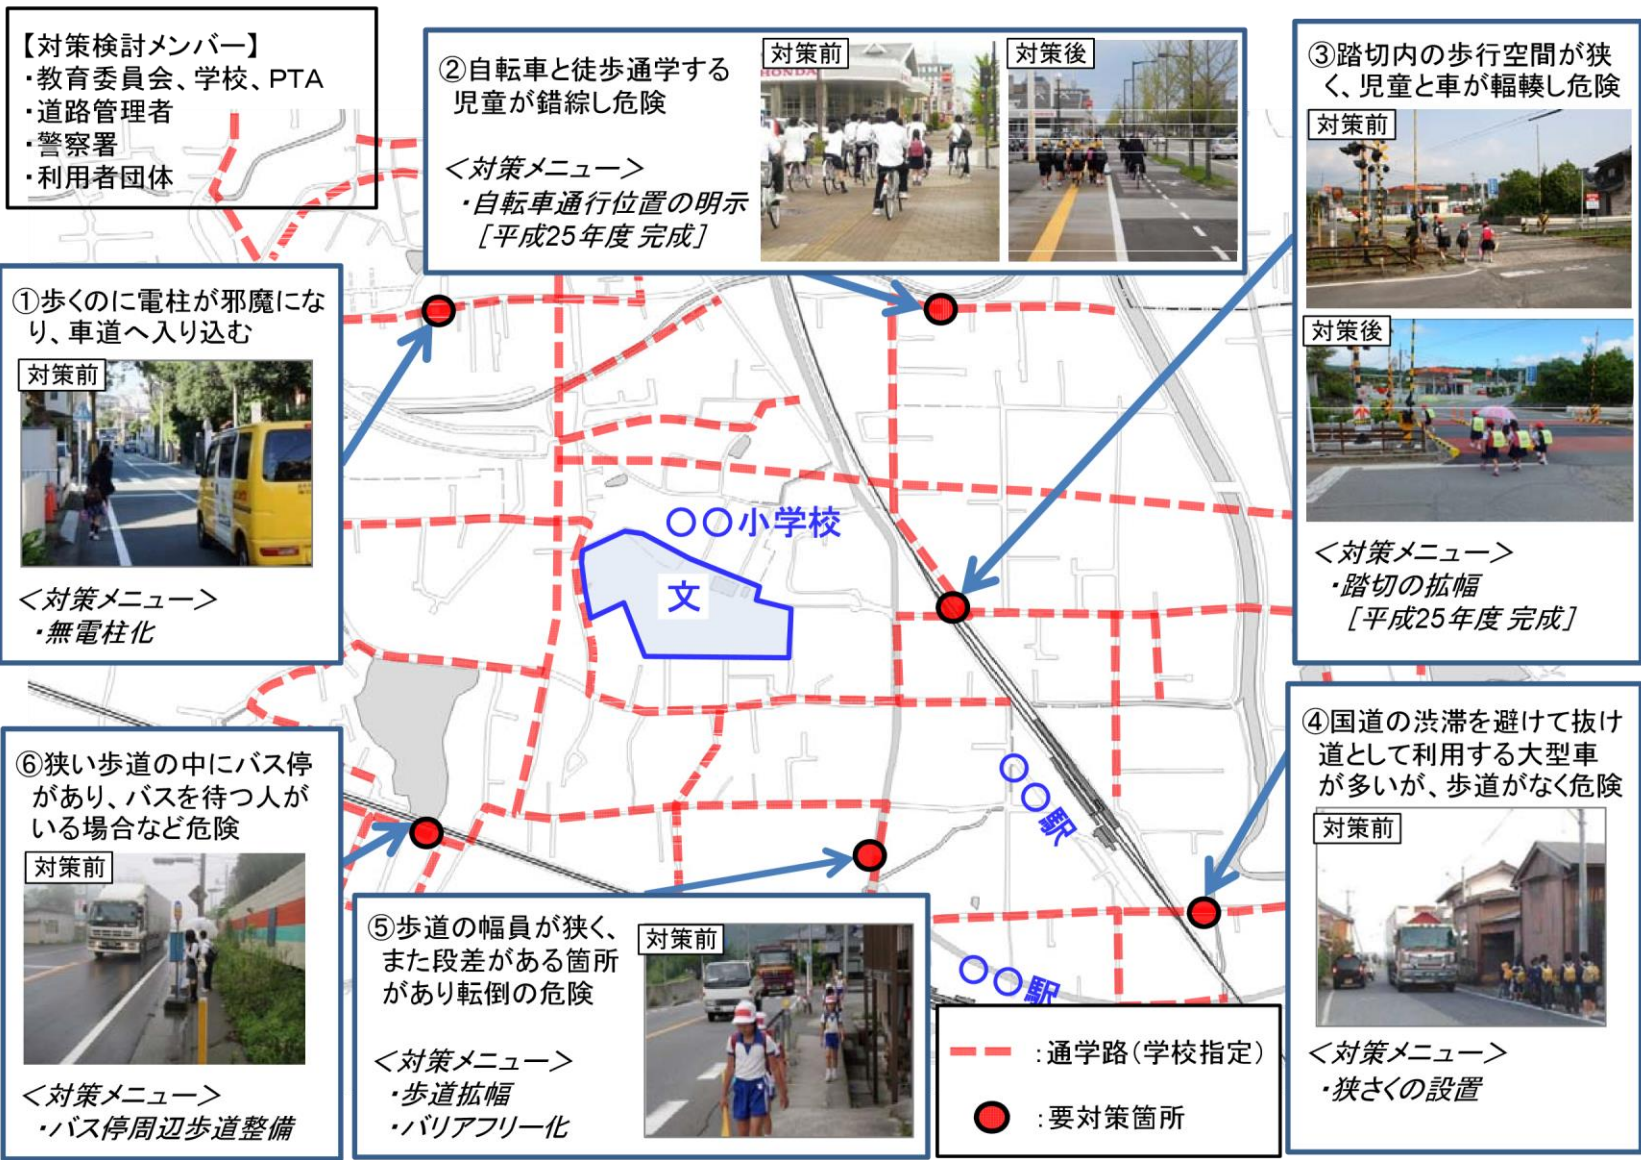 【対策検討メンバー】
・教育委員会、学校、PTA
・道路管理者
・警察署
・利用者団体
②自転車と徒歩通学する
児童が錯綜し危険
＜対策メニュー＞
・自転車通行位置の明示
［平成25年度 完成］
対策前
HONDA
対策後
③踏切内の歩行空間が狭
く、児童と車が輻輳し危険
対策前
対策後
＜対策メニュー＞
・踏切の拡幅
［平成25年度 完成］
①歩くのに電柱が邪魔にな
り、車道へ入り込む
対策前
＜対策メニュー＞
・無電柱化
〇〇小学校
文
〇〇駅
〇〇駅
④国道の渋滞を避けて抜け
道として利用する大型車
が多いが、歩道がなく危険
対策前
＜対策メニュー＞
・狭さくの設置
⑥狭い歩道の中にバス停
があり、バスを待つ人が
いる場合など危険
対策前
＜対策メニュー＞
・バス停周辺歩道整備
⑤歩道の幅員が狭く、
また段差がある箇所
があり転倒の危険
＜対策メニュー＞
・歩道拡幅
・バリアフリー化
対策前
：通学路（学校指定）
：要対策箇所